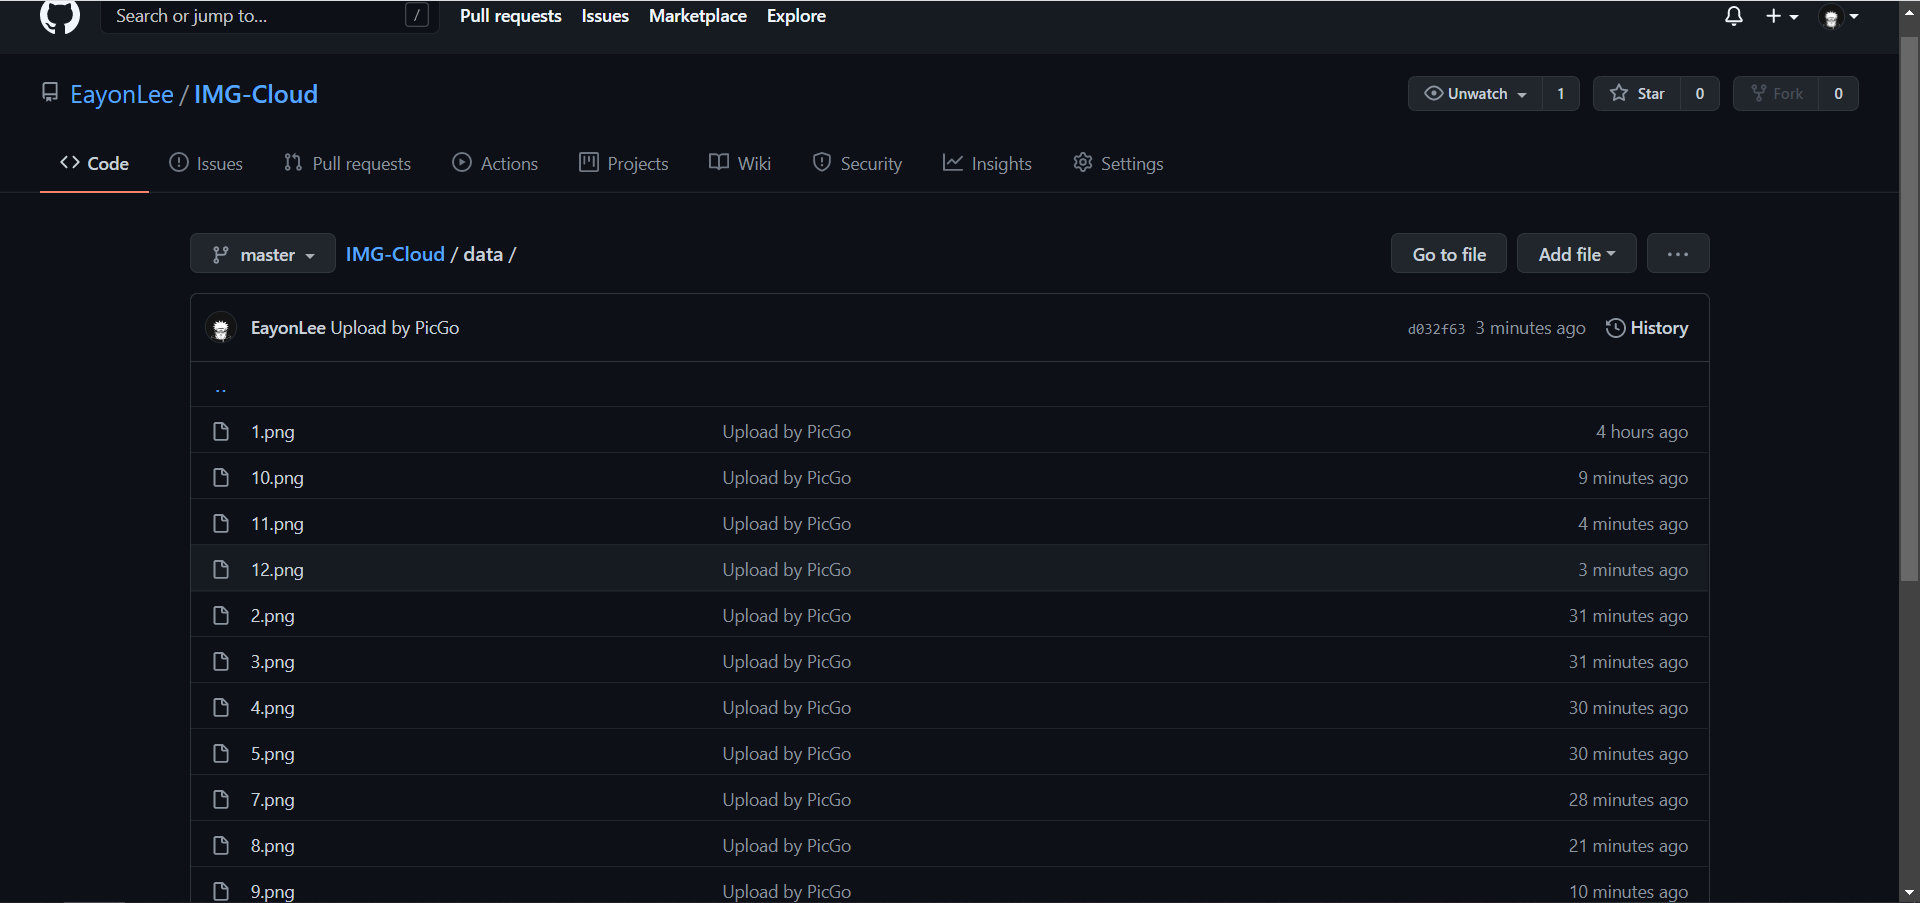 Search or jump to... / Pull requests Issues Marketplace Explore
EayonLee / IMG-Cloud Unwatch 1 Star 0 Fork 0
Code Issues Pull requests Actions Projects Wiki Security Insights Settings
master IMG-Cloud / data / Go to file Add file ...
EayonLee Upload by PicGo d032f63 3 minutes ago History
..
1.png Upload by PicGo 4 hours ago
10.png Upload by PicGo 9 minutes ago
11.png Upload by PicGo 4 minutes ago
12.png Upload by PicGo 3 minutes ago
2.png Upload by PicGo 31 minutes ago
3.png Upload by PicGo 31 minutes ago
4.png Upload by PicGo 30 minutes ago
5.png Upload by PicGo 30 minutes ago
7.png Upload by PicGo 28 minutes ago
8.png Upload by PicGo 21 minutes ago
9.png Upload by PicGo 10 minutes ago